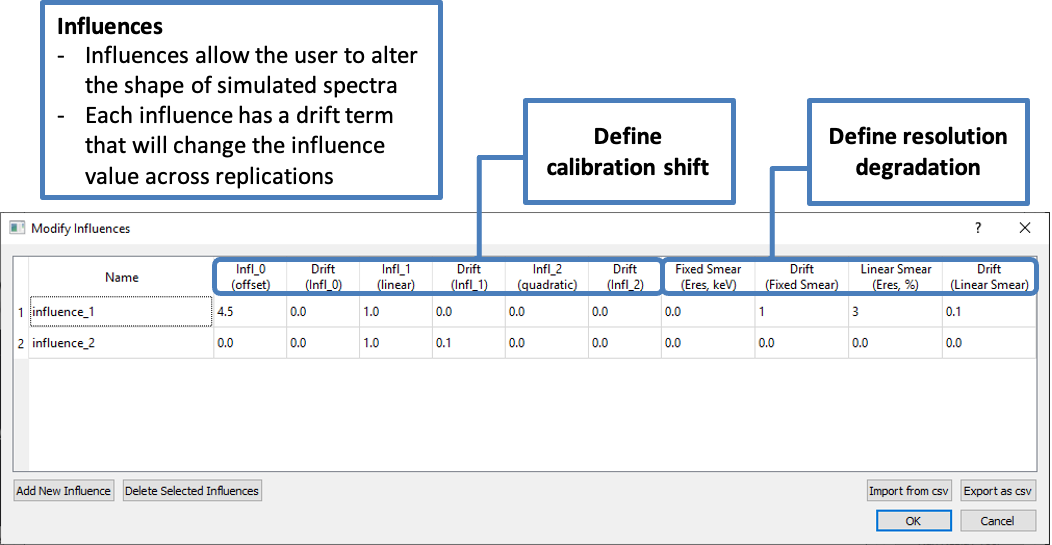 Influences
- Influences allow the user to alter
the shape of simulated spectra
- Each influence has a drift term
that will change the influence
value across replications
Define
calibration shift
Define resolution
degradation
Modify Influences
?
Name
Infl_0
(offset)
Drift
(Infl_0)
Infl_1
(linear)
Drift
(Infl_1)
Infl_2
(quadratic)
Drift
(Infl_2)
Fixed Smear
(Eres, keV)
Drift
(Fixed Smear)
Linear Smear
(Eres, %)
Drift
(Linear Smear)
1 influence_1 4.5 0.0 1.0 0.0 0.0 0.0 0.0 1 3 0.1
2 influence_2 0.0 0.0 1.0 0.1 0.0 0.0 0.0 0.0 0.0 0.0
Add New Influence Delete Selected Influences Import from csv Export as csv
OK Cancel